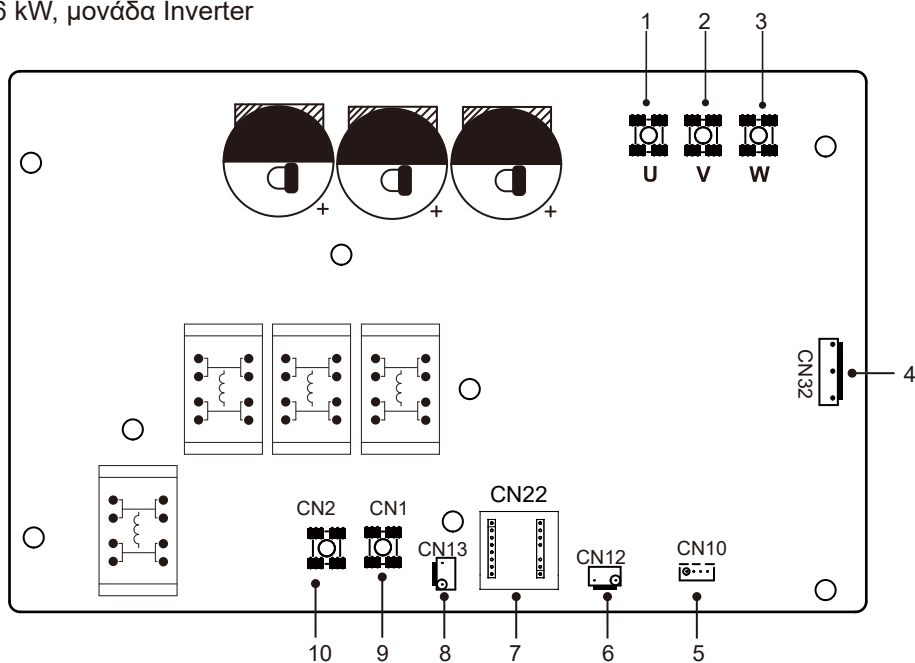 6 kW, μονάδα Inverter
1 2 3
U V W
CN32
4
CN2 CN1 CN22
CN13 CN12 CN10
10 9 8 7 6 5